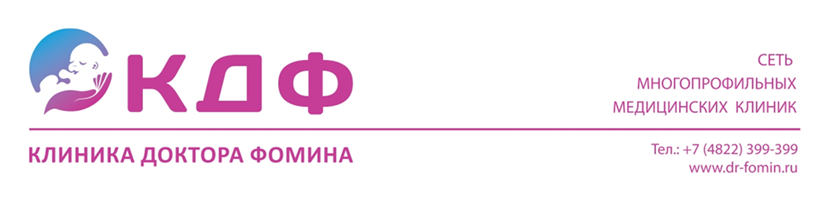 КДФ
КЛИНИКА ДОКТОРА ФОМИНА
СЕТЬ
МНОГОПРОФИЛЬНЫХ
МЕДИЦИНСКИХ КЛИНИК
Тел.: +7 (4822) 399-399
www.dr-fomin.ru